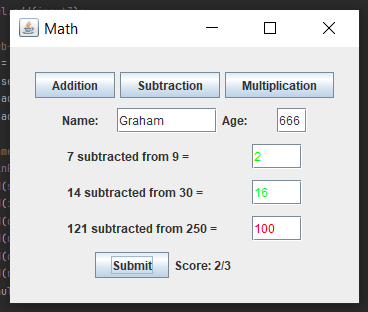 Math
Addition Subtraction Multiplication
Name: Graham Age: 666
7 subtracted from 9 = 2
14 subtracted from 30 = 16
121 subtracted from 250 = 100
Submit Score: 2/3